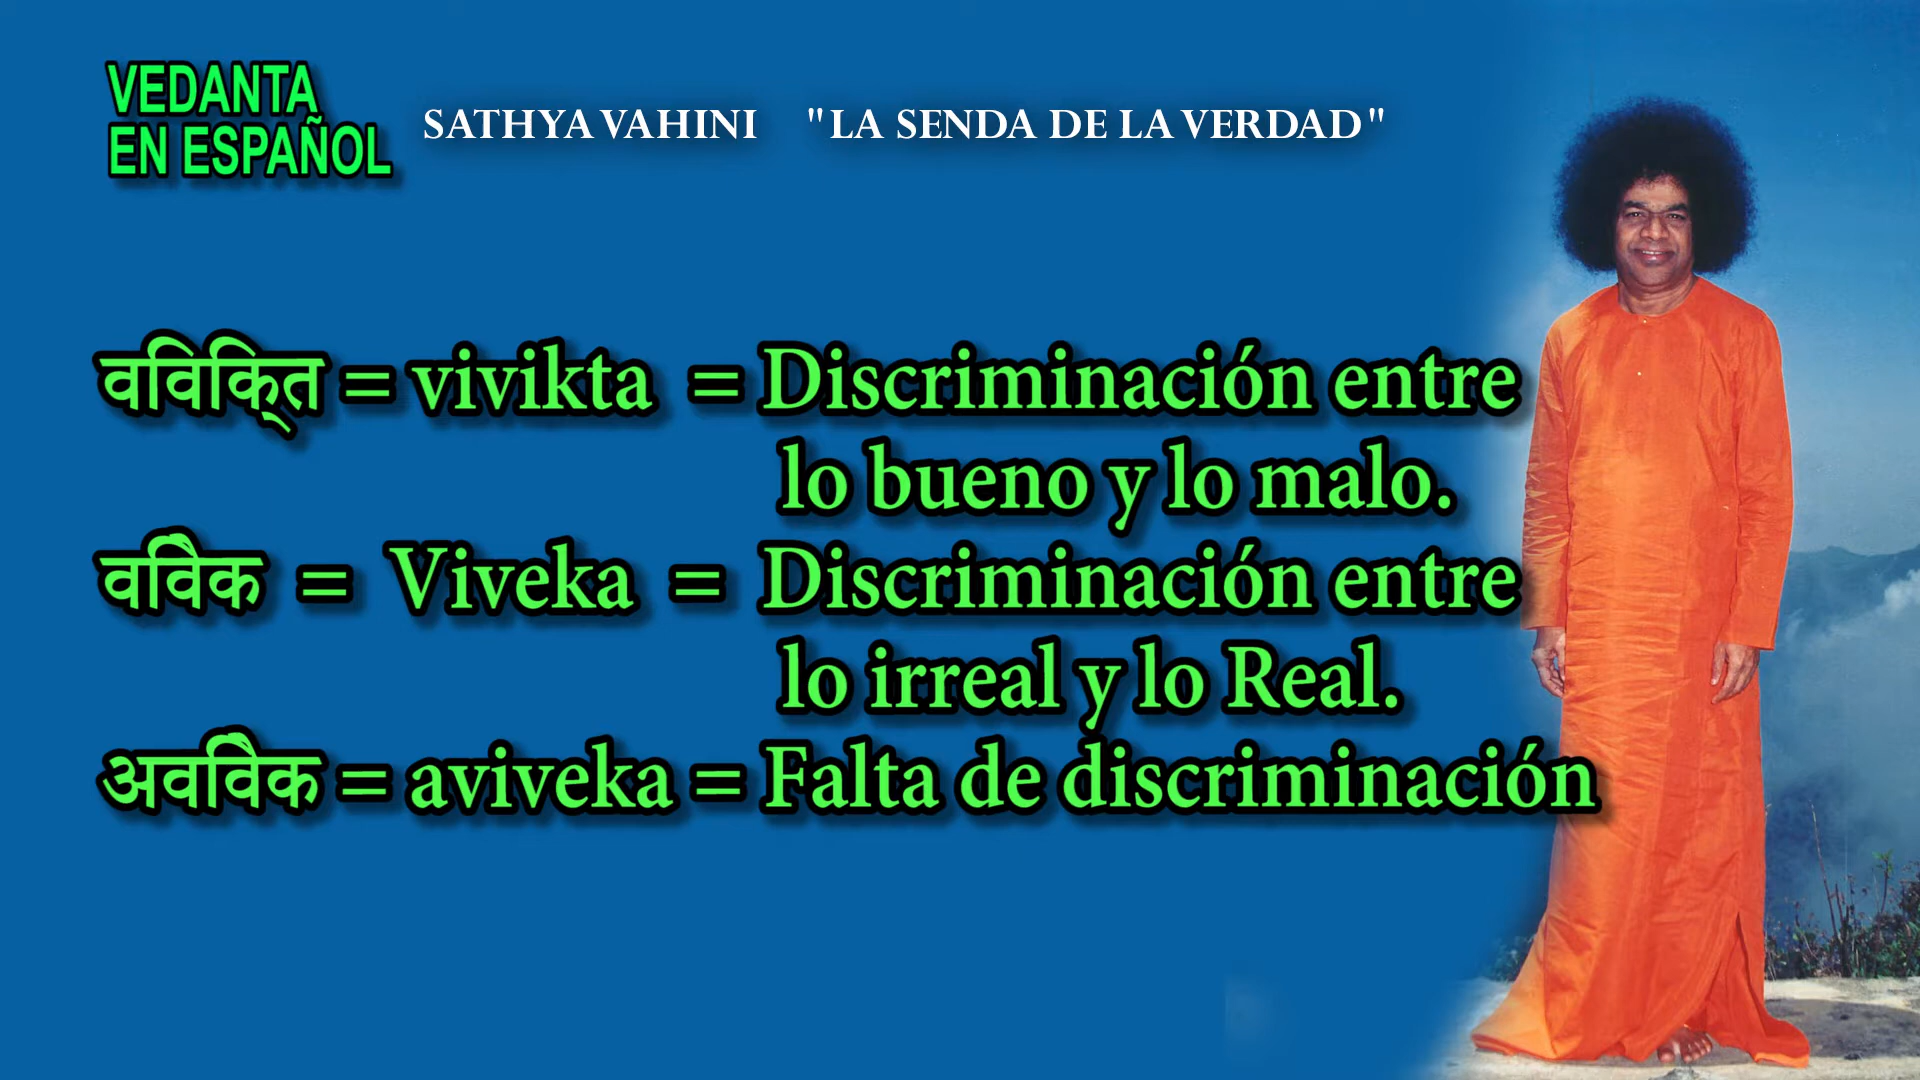 VEDANTA
EN ESPAÑOL
SATHYA VAHINI "LA SENDA DE LA VERDAD"
वविकि्त = vivikta = Discriminación entre
lo bueno y lo malo.
वविेक = Viveka = Discriminación entre
lo irreal y lo Real.
अवविेक = aviveka = Falta de discriminación